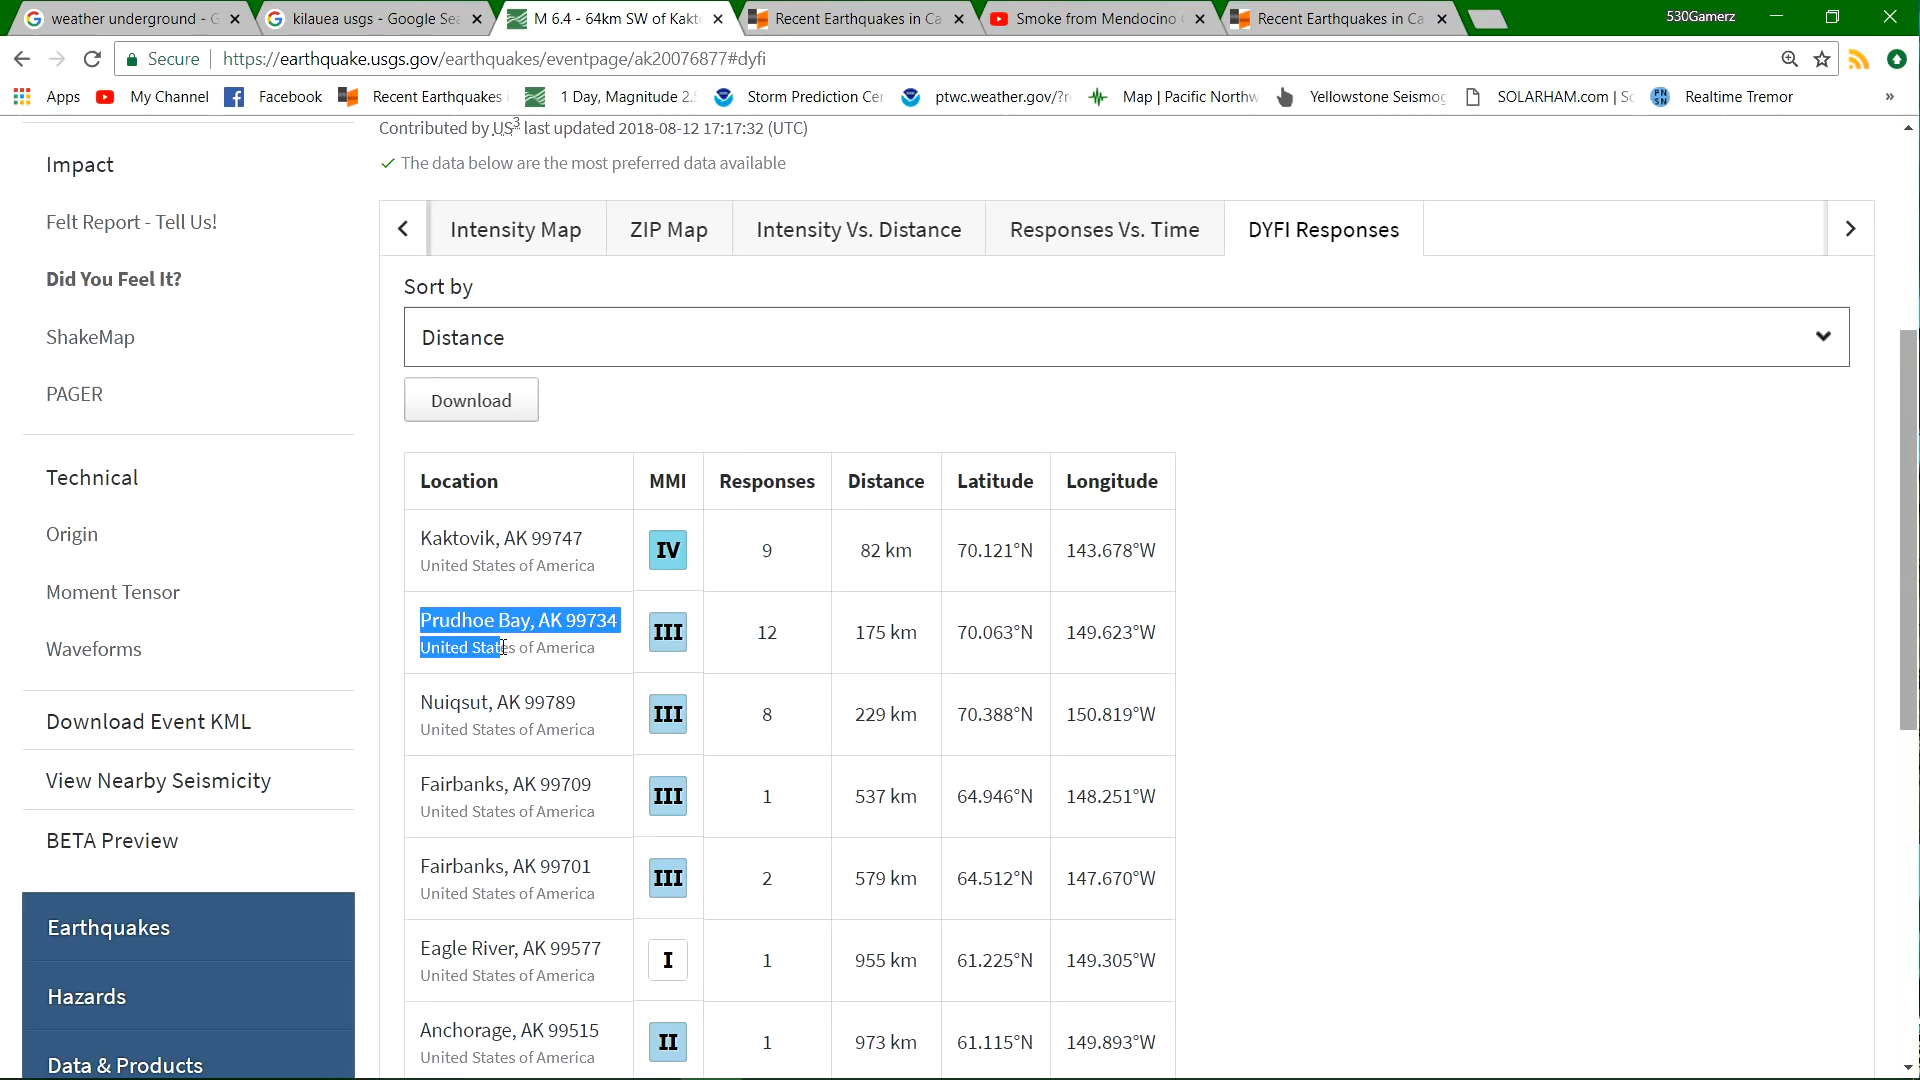 weather underground - G
kilauea usgs - Google Se
M 6.4 - 64km SW of Kakt
Recent Earthquakes in Ca
Smoke from Mendocino
Recent Earthquakes in Ca
530Gamerz
Secure
https://earthquake.usgs.gov/earthquakes/eventpage/ak20076877#dyfi
Apps
My Channel
Facebook
Recent Earthquakes
1 Day, Magnitude 2.
Storm Prediction Cer
ptwc.weather.gov/?r
Map | Pacific Northw
Yellowstone Seismo
SOLARHAM.com | S
Realtime Tremor
»
Contributed by US3 last updated 2018-08-12 17:17:32 (UTC)
The data below are the most preferred data available
Impact
Felt Report - Tell Us!
Did You Feel It?
ShakeMap
PAGER
Technical
Origin
Moment Tensor
Waveforms
Download Event KML
View Nearby Seismicity
BETA Preview
Earthquakes
Hazards
Data & Products
Intensity Map ZIP Map Intensity Vs. Distance Responses Vs. Time DYFI Responses
Sort by
Distance
Download
Location MMI Responses Distance Latitude Longitude
Kaktovik, AK 99747
United States of America
IV 9 82 km 70.121°N 143.678°W
Prudhoe Bay, AK 99734
United States of America
III 12 175 km 70.063°N 149.623°W
Nuiqsut, AK 99789
United States of America
III 8 229 km 70.388°N 150.819°W
Fairbanks, AK 99709
United States of America
III 1 537 km 64.946°N 148.251°W
Fairbanks, AK 99701
United States of America
III 2 579 km 64.512°N 147.670°W
Eagle River, AK 99577
United States of America
I 1 955 km 61.225°N 149.305°W
Anchorage, AK 99515
United States of America
II 1 973 km 61.115°N 149.893°W